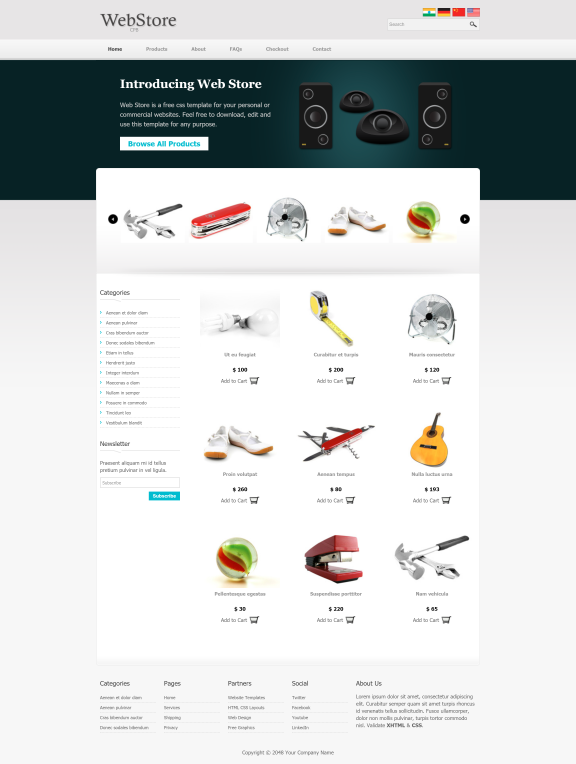 WebStore
CFR
Search
Home Products About FAQs Checkout Contact
Introducing Web Store
Web Store is a free css template for your personal or
commercial websites. Feel free to download, edit and
use this template for any purpose.
Browse All Products
Categories
Aenean et dolor diam
Aenean pulvinar
Cras bibendum auctor
Donec sodales bibendum
Etiam in tellus
Hendrerit justo
Integer interdum
Maecenas a diam
Nullam in semper
Posuere in commodo
Tincidunt leo
Vestibulum blandit
Newsletter
Praesent aliquam mi id tellus
pretium pulvinar in vel ligula.
Subscribe
Subscribe
Ut eu feugiat Curabitur et turpis Mauris consectetur
$ 100 $ 200 $ 120
Add to Cart Add to Cart Add to Cart
Proin volutpat Aenean tempus Nulla luctus urna
$ 260 $ 80 $ 193
Add to Cart Add to Cart Add to Cart
Pellentesque egestas Suspendisse porttitor Nam vehicula
$ 30 $ 220 $ 65
Add to Cart Add to Cart Add to Cart
Categories Pages Partners Social About Us
Aenean et dolor diam Home Website Templates Twitter
Aenean pulvinar Services HTML CSS Layouts Facebook
Cras bibendum auctor Shipping Web Design Youtube
Donec sodales bibendum Privacy Free Graphics LinkedIn
Lorem ipsum dolor sit amet, consectetur adipiscing
elit. Curabitur semper quam sit amet turpis rhoncus
id venenatis tellus sollicitudin. Fusce ullamcorper,
dolor non mollis pulvinar, turpis tortor commodo
nisl. Validate XHTML & CSS.
Copyright © 2048 Your Company Name